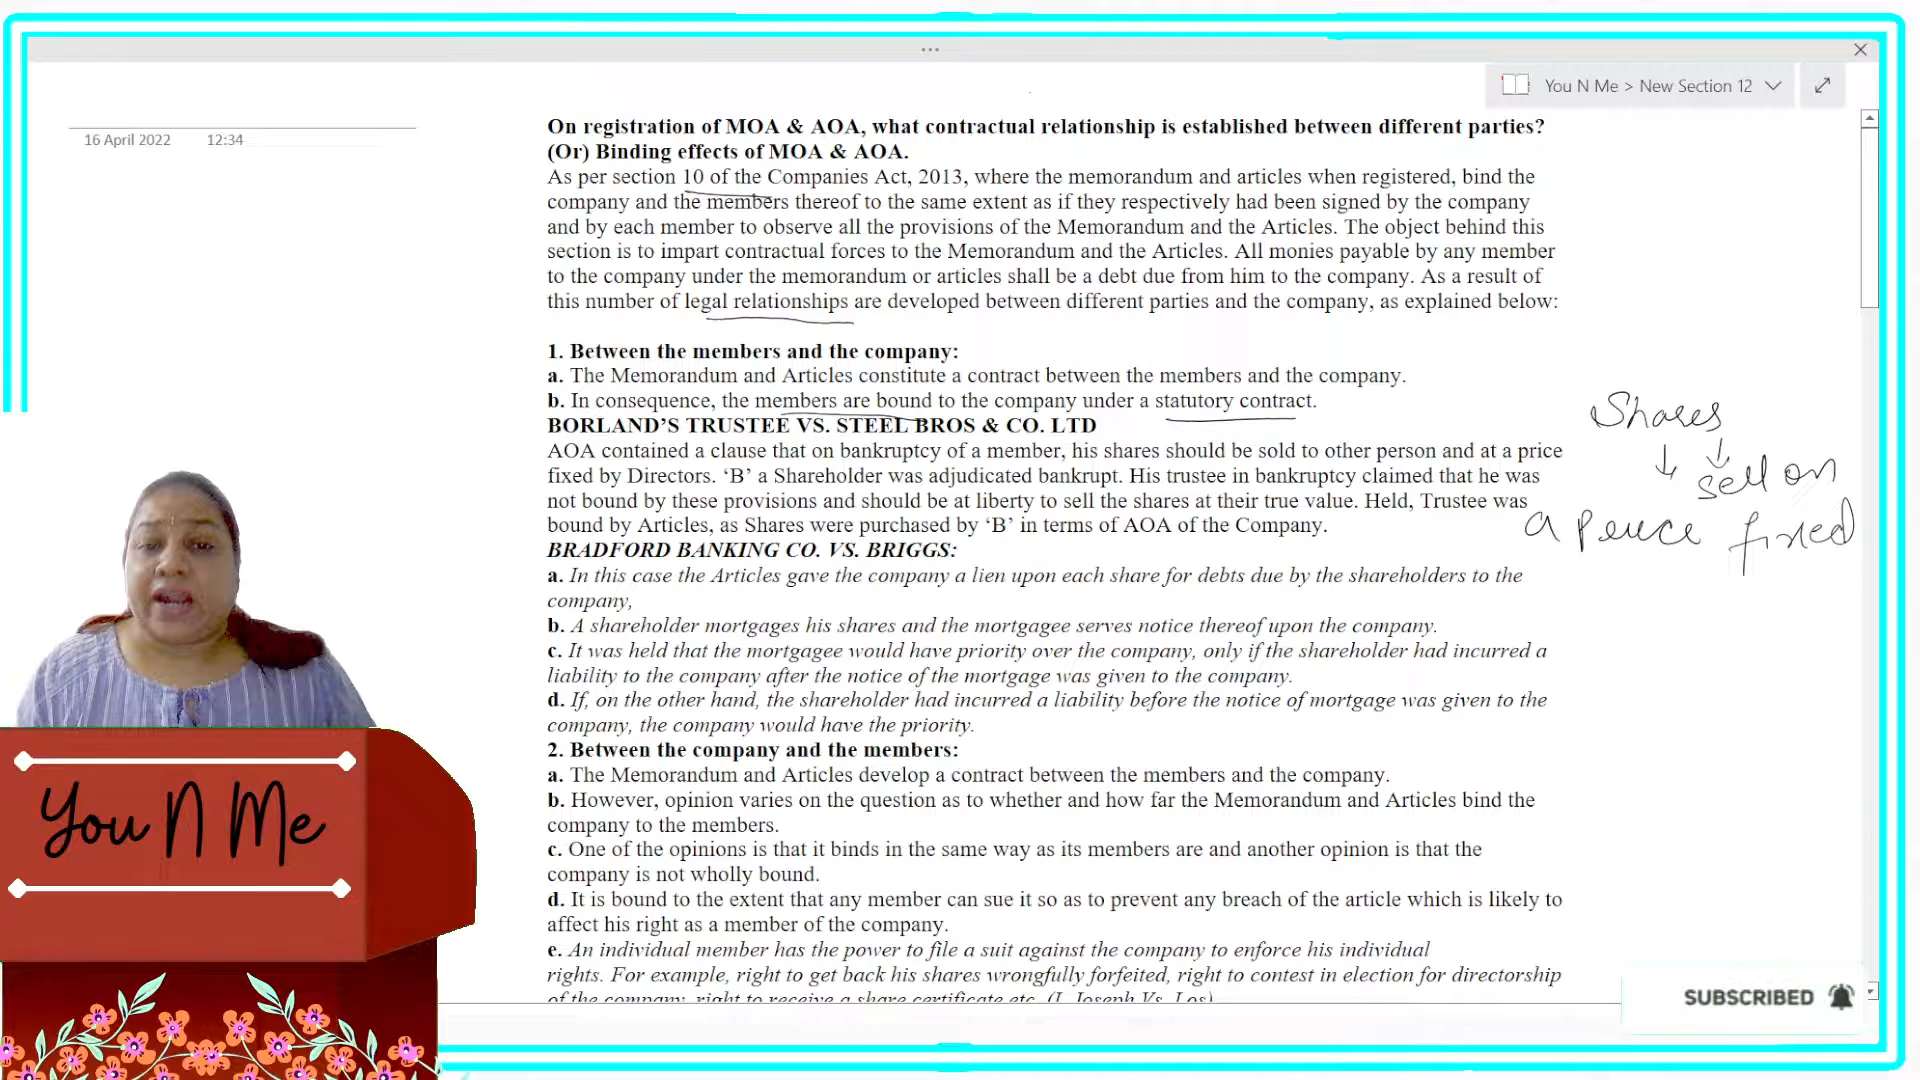 You N Me > New Section 12
16 April 2022 12:34
On registration of MOA & AOA, what contractual relationship is established between different parties?
(Or) Binding effects of MOA & AOA.
As per section 10 of the Companies Act, 2013, where the memorandum and articles when registered, bind the
company and the members thereof to the same extent as if they respectively had been signed by the company
and by each member to observe all the provisions of the Memorandum and the Articles. The object behind this
section is to impart contractual forces to the Memorandum and the Articles. All monies payable by any member
to the company under the memorandum or articles shall be a debt due from him to the company. As a result of
this number of legal relationships are developed between different parties and the company, as explained below:
1. Between the members and the company:
a. The Memorandum and Articles constitute a contract between the members and the company.
b. In consequence, the members are bound to the company under a statutory contract.
BORLAND'S TRUSTEE VS. STEEL BROS & CO. LTD
AOA contained a clause that on bankruptcy of a member, his shares should be sold to other person and at a price
fixed by Directors. ‘B’ a Shareholder was adjudicated bankrupt. His trustee in bankruptcy claimed that he was
not bound by these provisions and should be at liberty to sell the shares at their true value. Held, Trustee was
bound by Articles, as Shares were purchased by ‘B’ in terms of AOA of the Company.
BRADFORD BANKING CO. VS. BRIGGS:
a. In this case the Articles gave the company a lien upon each share for debts due by the shareholders to the
company,
b. A shareholder mortgages his shares and the mortgagee serves notice thereof upon the company.
c. It was held that the mortgagee would have priority over the company, only if the shareholder had incurred a
liability to the company after the notice of the mortgage was given to the company.
d. If, on the other hand, the shareholder had incurred a liability before the notice of mortgage was given to the
company, the company would have the priority.
2. Between the company and the members:
a. The Memorandum and Articles develop a contract between the members and the company.
b. However, opinion varies on the question as to whether and how far the Memorandum and Articles bind the
company to the members.
c. One of the opinions is that it binds in the same way as its members are and another opinion is that the
company is not wholly bound.
d. It is bound to the extent that any member can sue it so as to prevent any breach of the article which is likely to
affect his right as a member of the company.
e. An individual member has the power to file a suit against the company to enforce his individual
rights. For example, right to get back his shares wrongfully forfeited, right to contest in election for directorship
of the company, right to receive a share certificate etc. (J. Joseph Vs. Jos)
Shares
sell on
a fixed
You N Me
SUBSCRIBED